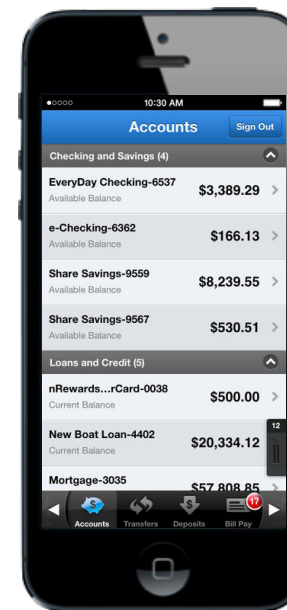 10:30 AM
Accounts
Sign Out
Checking and Savings (4)
EveryDay Checking-6537
Available Balance
$3,389.29
e-Checking-6362
Available Balance
$166.13
Share Savings-9559
Available Balance
$8,239.55
Share Savings-9567
Available Balance
$530.51
Loans and Credit (5)
nRewards...rCard-0038
Current Balance
$500.00
12
New Boat Loan-4402
Current Balance
$20,334.12
Mortgage-3035
$57,808.85
17
Accounts Transfers Deposits Bill Pay